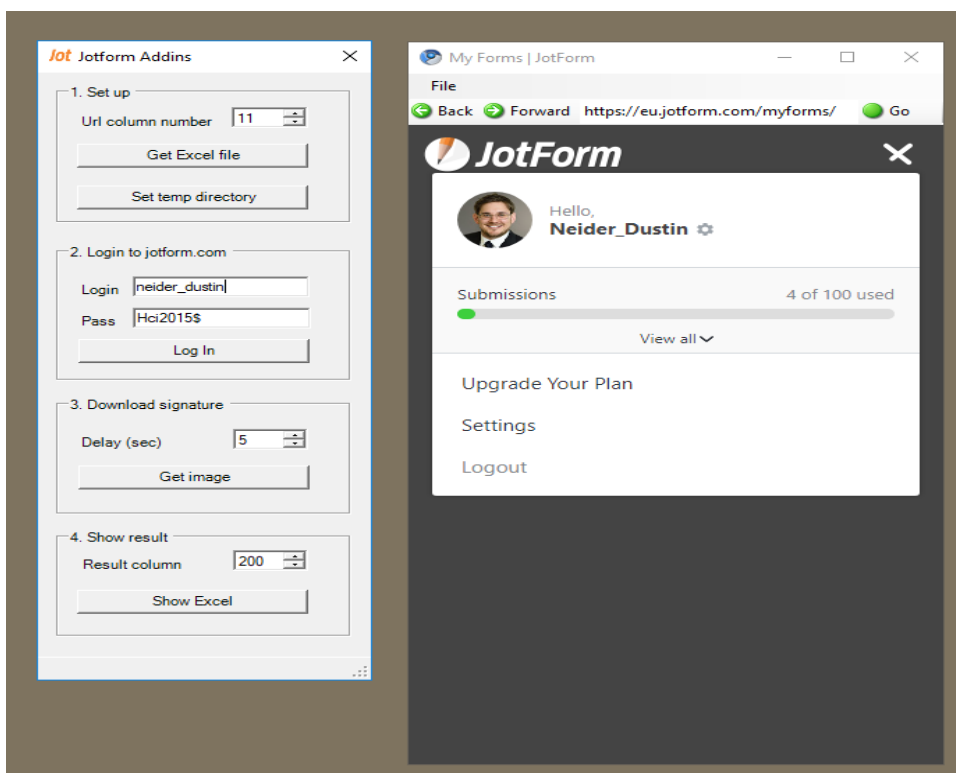 Jot Jotform Addins
1. Set up
Url column number 11
Get Excel file
Set temp directory
2. Login to jotform.com
Login neider_dustin
Pass Hci2015$
Log In
3. Download signature
Delay (sec) 5
Get image
4. Show result
Result column 200
Show Excel
My Forms | JotForm
File
Back Forward https://eu.jotform.com/myforms/ Go
JotForm
Hello,
Neider_Dustin
Submissions 4 of 100 used
View all
Upgrade Your Plan
Settings
Logout